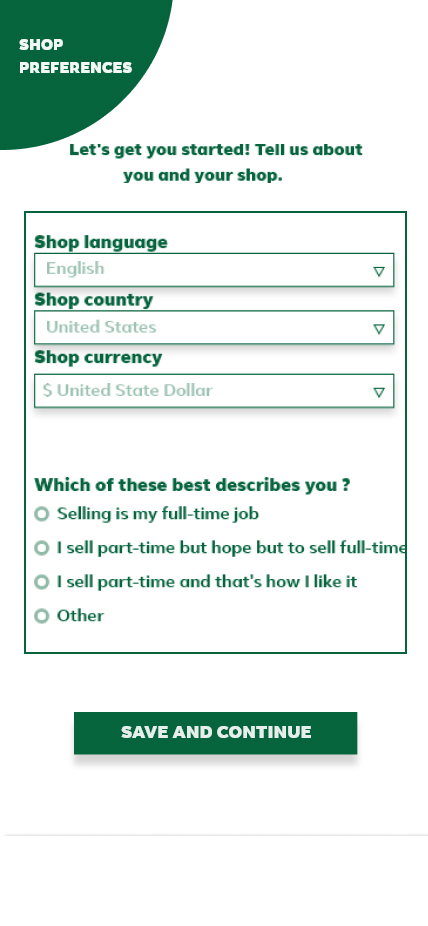 SHOP
PREFERENCES
Let's get you started! Tell us about
you and your shop.
Shop language
English
Shop country
United States
Shop currency
$ United State Dollar
Which of these best describes you ?
Selling is my full-time job
I sell part-time but hope but to sell full-time
I sell part-time and that's how I like it
Other
SAVE AND CONTINUE